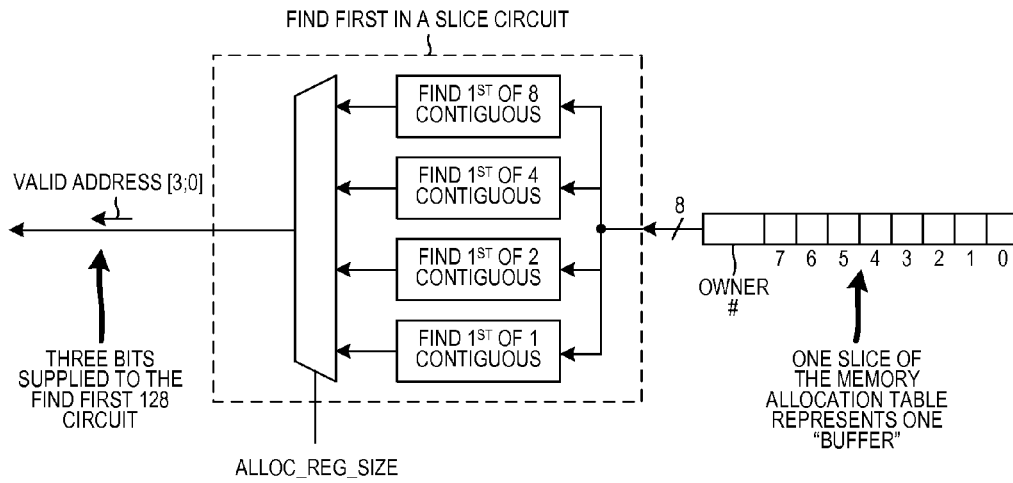 FIND FIRST IN A SLICE CIRCUIT
FIND 1ST OF 8
CONTIGUOUS
FIND 1ST OF 4
CONTIGUOUS
FIND 1ST OF 2
CONTIGUOUS
FIND 1ST OF 1
CONTIGUOUS
VALID ADDRESS [3;0]
THREE BITS
SUPPLIED TO THE
FIND FIRST 128
CIRCUIT
ALLOC_REG_SIZE
8
7 6 5 4 3 2 1 0
OWNER
#
ONE SLICE OF
THE MEMORY
ALLOCATION TABLE
REPRESENTS ONE
“BUFFER”